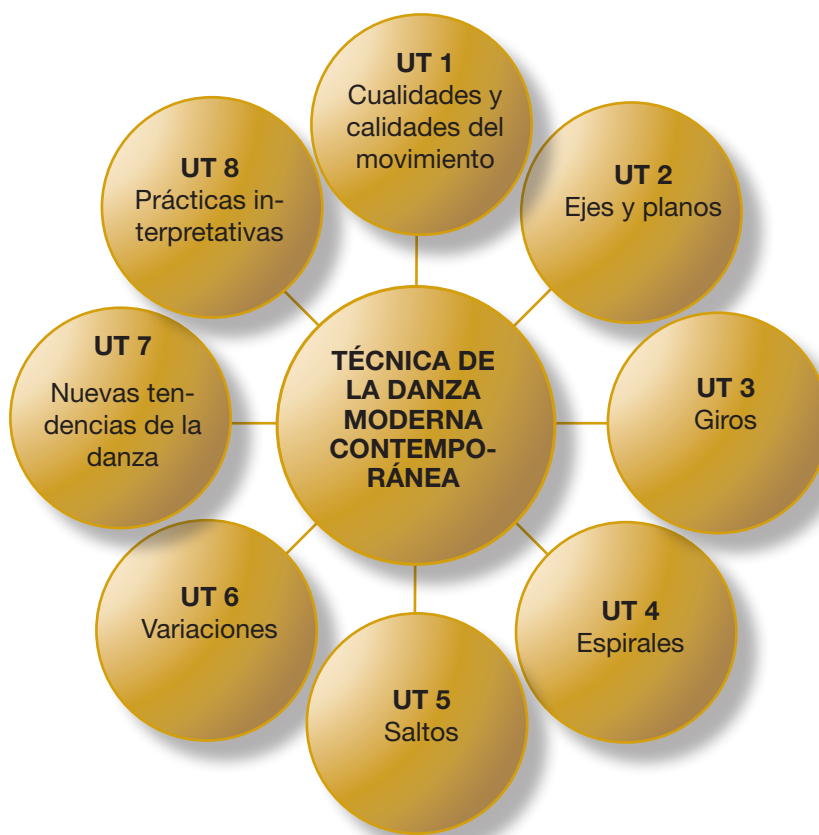 UT 1
Cualidades y
calidades del
movimiento
UT 2
Ejes y planos
UT 3
Giros
UT 4
Espirales
UT 5
Saltos
UT 6
Variaciones
UT 7
Nuevas ten-
dencias de la
danza
UT 8
Prácticas in-
terpretativas
TÉCNICA DE
LA DANZA
MODERNA
CONTEMPO-
RÁNEA